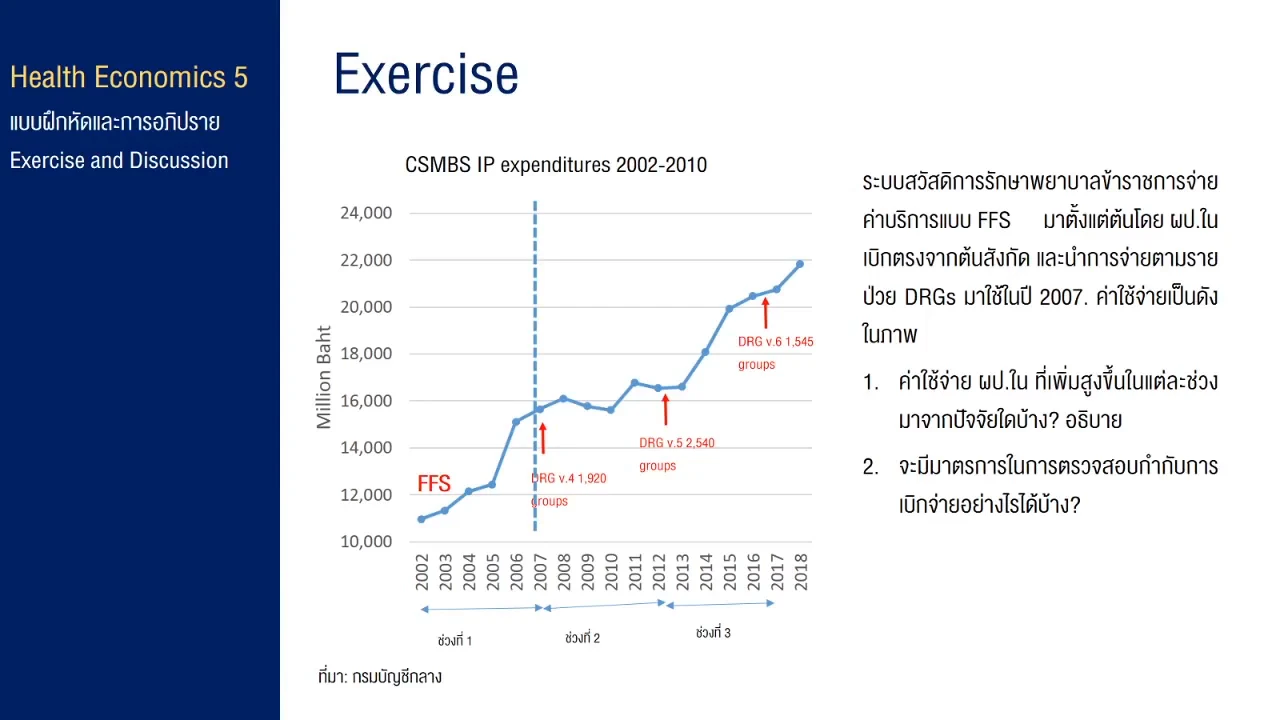 Health Economics 5
แบบฝึกหัดและการอภิปราย
Exercise and Discussion
Exercise
CSMBS IP expenditures 2002-2010
Million Baht
24,000
22,000
20,000
18,000
16,000
14,000
12,000
10,000
FFS
DRG v.4 1,920
groups
DRG v.5 2,540
groups
DRG v.6 1,545
groups
2002
2003
2004
2005
2006
2007
2008
2009
2010
2011
2012
2013
2014
2015
2016
2017
2018
ช่วงที่ 1
ช่วงที่ 2
ช่วงที่ 3
ที่มา: กรมบัญชีกลาง
ระบบสวัสดิการรักษาพยาบาลข้าราชการจ่าย
ค่าบริการแบบ FFS มาตั้งแต่ต้นโดย ผป.ใน
เบิกตรงจากต้นสังกัด และนำการจ่ายตามราย
ป่วย DRGs มาใช้ในปี 2007. ค่าใช้จ่ายเป็นดัง
ในภาพ
1. ค่าใช้จ่าย ผป.ใน ที่เพิ่มสูงขึ้นในแต่ละช่วง
มาจากปัจจัยใดบ้าง? อธิบาย
2. จะมีมาตรการในการตรวจสอบกำกับการ
เบิกจ่ายอย่างไรได้บ้าง?